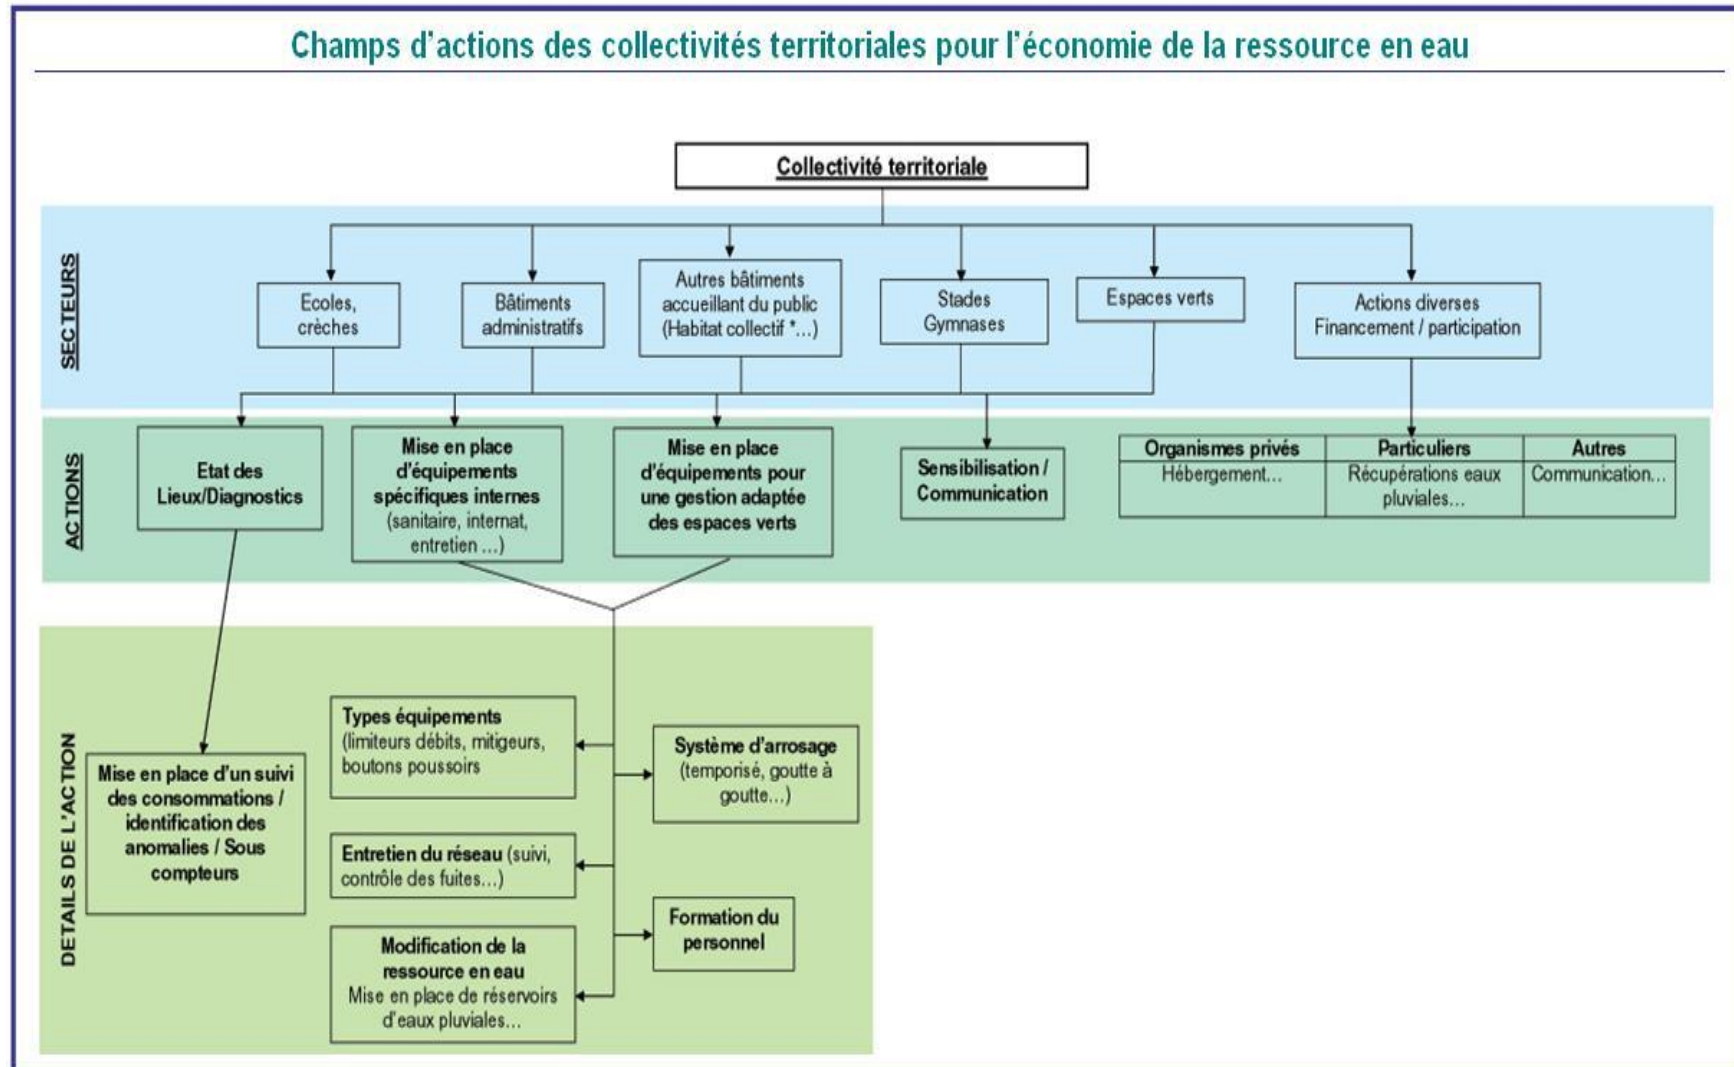 Champs d'actions des collectivités territoriales pour l'économie de la ressource en eau
Collectivité territoriale
SECTEURS
Ecoles,
crèches
Bâtiments
administratifs
Autres bâtiments
accueillant du public
(Habitat collectif *...)
Stades
Gymnases
Espaces verts
Actions diverses
Financement / participation
ACTIONS
Etat des
Lieux/Diagnostics
Mise en place
d'équipements
spécifiques internes
(sanitaire, internat,
entretien ...)
Mise en place
d'équipements pour
une gestion adaptée
des espaces verts
Sensibilisation /
Communication
Organismes privés
Hébergement...
Particuliers
Récupérations eaux
pluviales...
Autres
Communication...
DETAILS DE L'ACTION
Mise en place d'un suivi
des consommations /
identification des
anomalies / Sous
compteurs
Types équipements
(limiteurs débits, mitigeurs,
boutons poussoirs
Entretien du réseau (suivi,
contrôle des fuites...)
Modification de la
ressource en eau
Mise en place de réservoirs
d'eaux pluviales...
Système d'arrosage
(temporisé, goutte à
goutte...)
Formation du
personnel